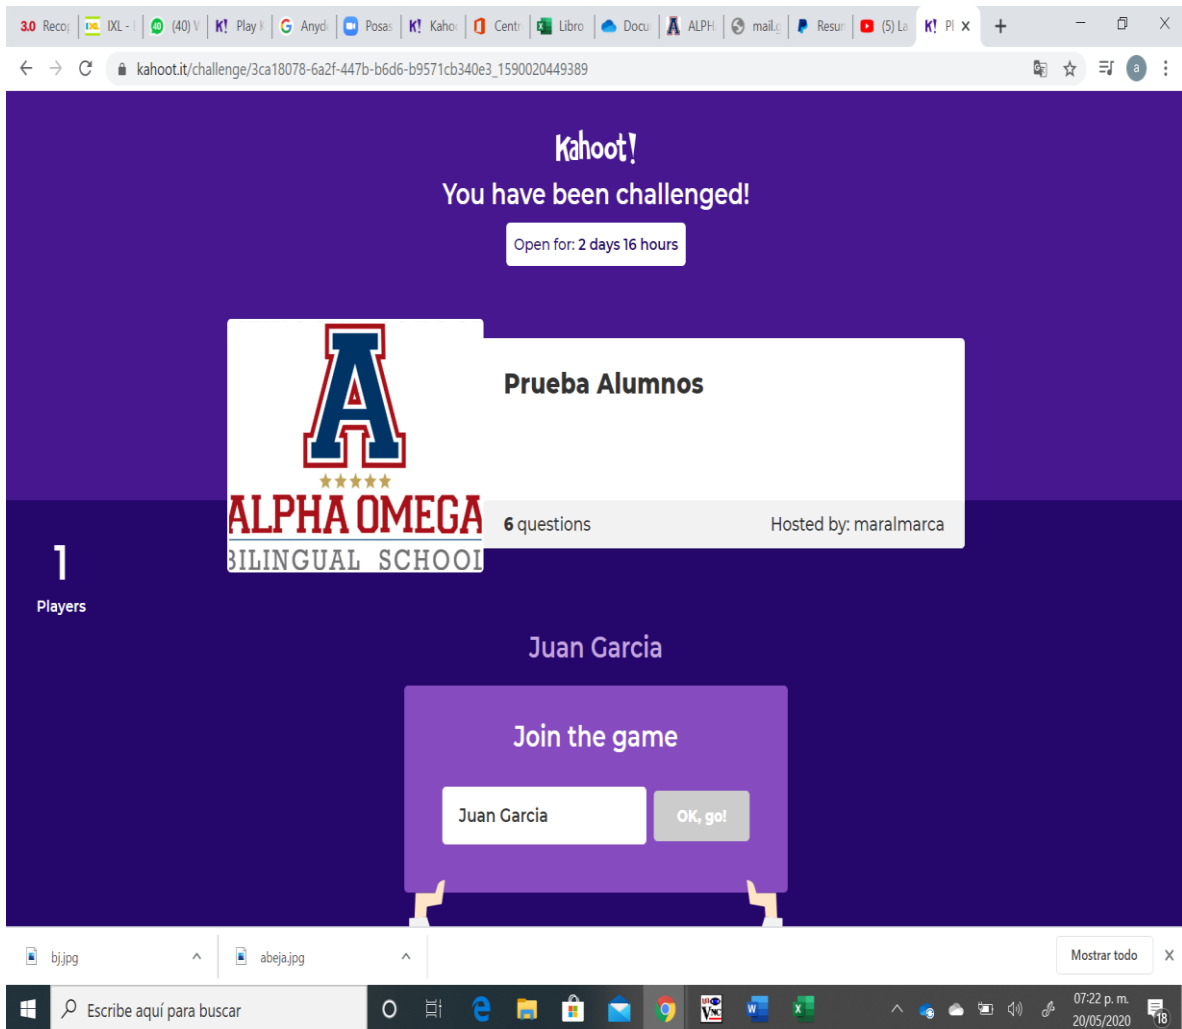 3.0 Recop IXL - I (40) V K! Play K G Anyd Posas K! Kaho Centr Libro Docu ALPH. mail.g Resur (5) La K! Pl X +
kahoot.it/challenge/3ca18078-6a2f-447b-b6d6-b9571cb340e3_1590020449389 a
Kahoot!
You have been challenged!
Open for: 2 days 16 hours
A
Prueba Alumnos
ALPHA OMEGA
BILINGUAL SCHOOL
6 questions Hosted by: maralmarca
1
Players
Juan Garcia
Join the game
Juan Garcia OK, go!
bj.jpg abeja.jpg Mostrar todo X
Escribe aquí para buscar 07:22 p. m.
20/05/2020 18